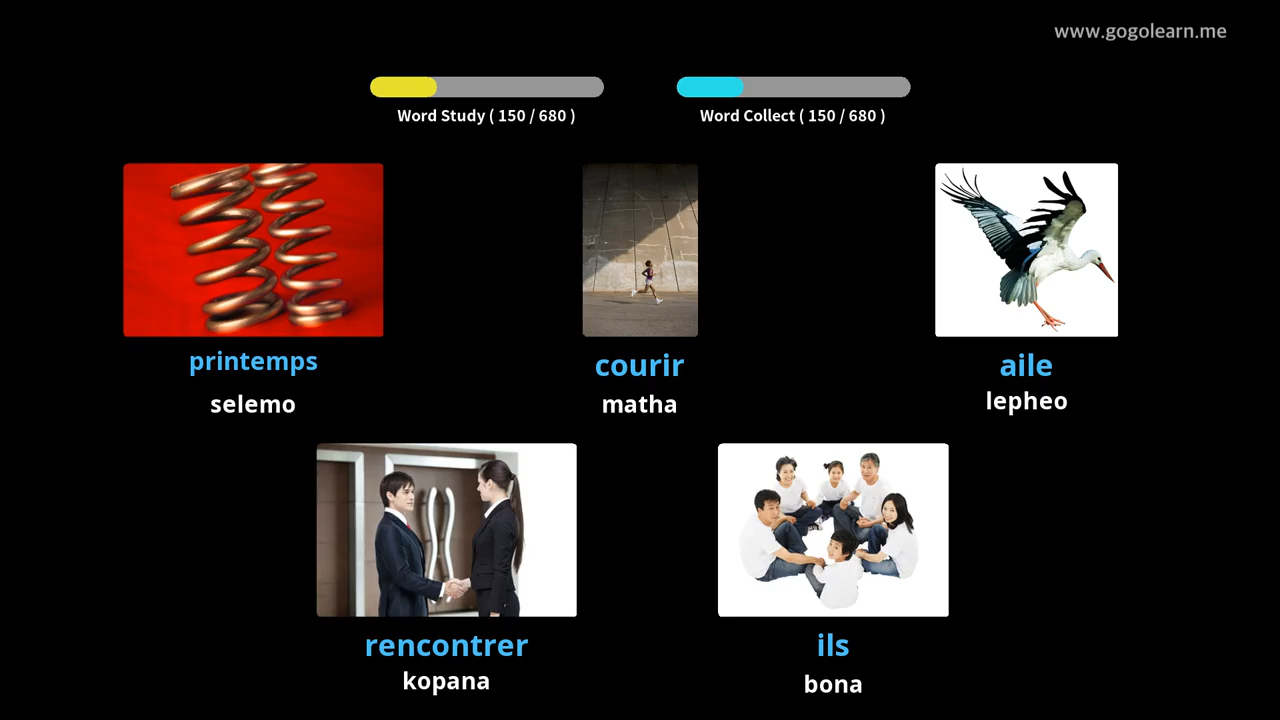 www.gogolearn.me
Word Study ( 150 / 680 )
Word Collect ( 150 / 680 )
printemps
selemo
courir
matha
aile
lepheo
rencontrer
kopana
ils
bona